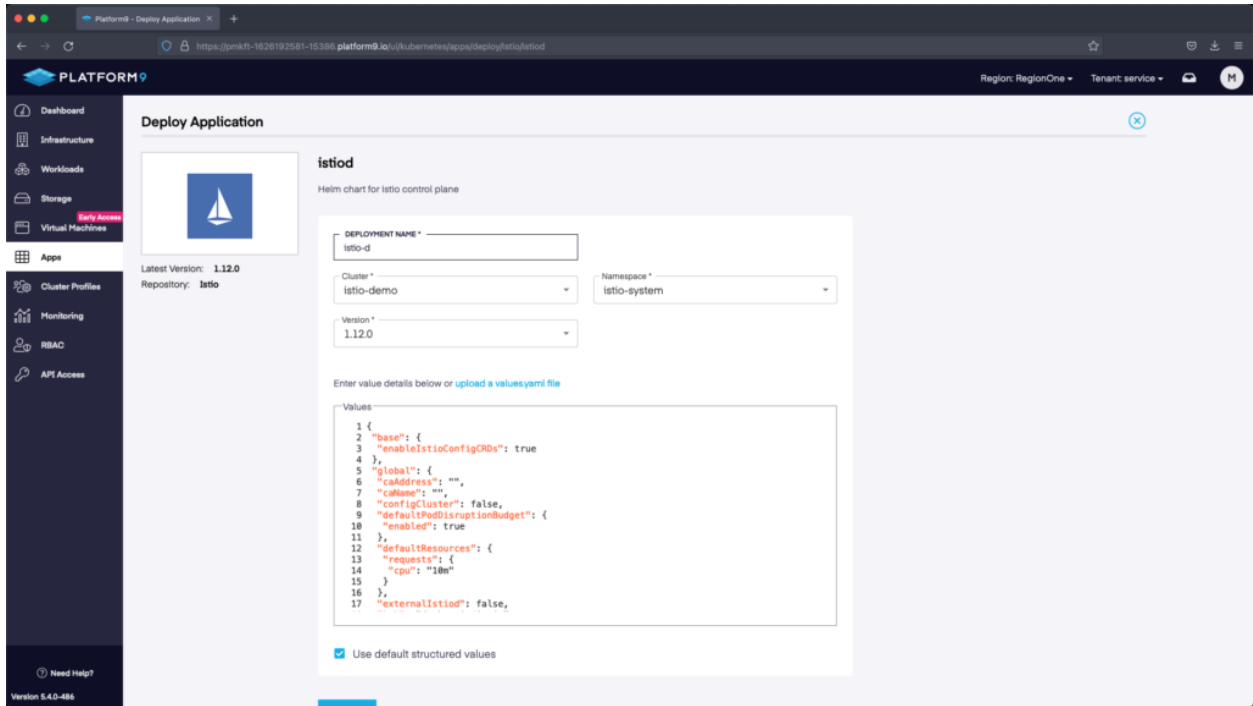 Platform9 - Deploy Application
https://pmkft-1626192581-15386.platform9.io/ui/kubernetes/apps/deploy/istio/istiod
PLATFORM9
Region: RegionOne
Tenant: service
M
Dashboard
Infrastructure
Workloads
Storage
Early Access
Virtual Machines
Apps
Cluster Profiles
Monitoring
RBAC
API Access
Need Help?
Version 5.4.0-486
Deploy Application
Latest Version: 1.12.0
Repository: Istio
istiod
Helm chart for istio control plane
DEPLOYMENT NAME *
istio-d
Cluster *
istio-demo
Namespace *
istio-system
Version *
1.12.0
Enter value details below or upload a values.yaml file
Values
1 {
2 "base": {
3 "enableIstioConfigCRDs": true
4 },
5 "global": {
6 "caAddress": "",
7 "caName": "",
8 "configCluster": false,
9 "defaultPodDisruptionBudget": {
10 "enabled": true
11 },
12 "defaultResources": {
13 "requests": {
14 "cpu": "10m"
15 }
16 },
17 "externalIstiod": false,
Use default structured values